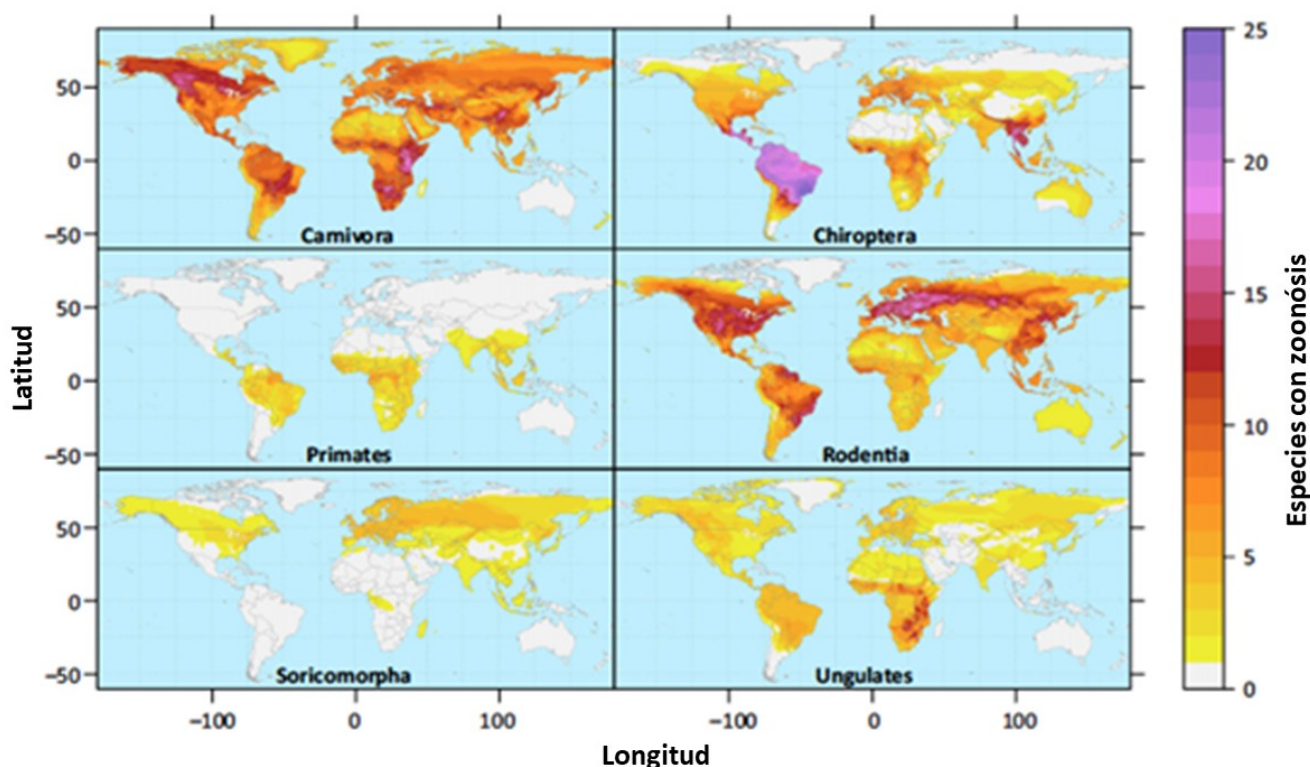 50
0
−50
Carnivora
Chiroptera
Latitud
50
0
−50
Primates
Rodentia
50
0
−50
Soricomorpha
Ungulates
−100
0
100
−100
0
100
Longitud
25
20
15
10
5
0
Especies con zoonósis